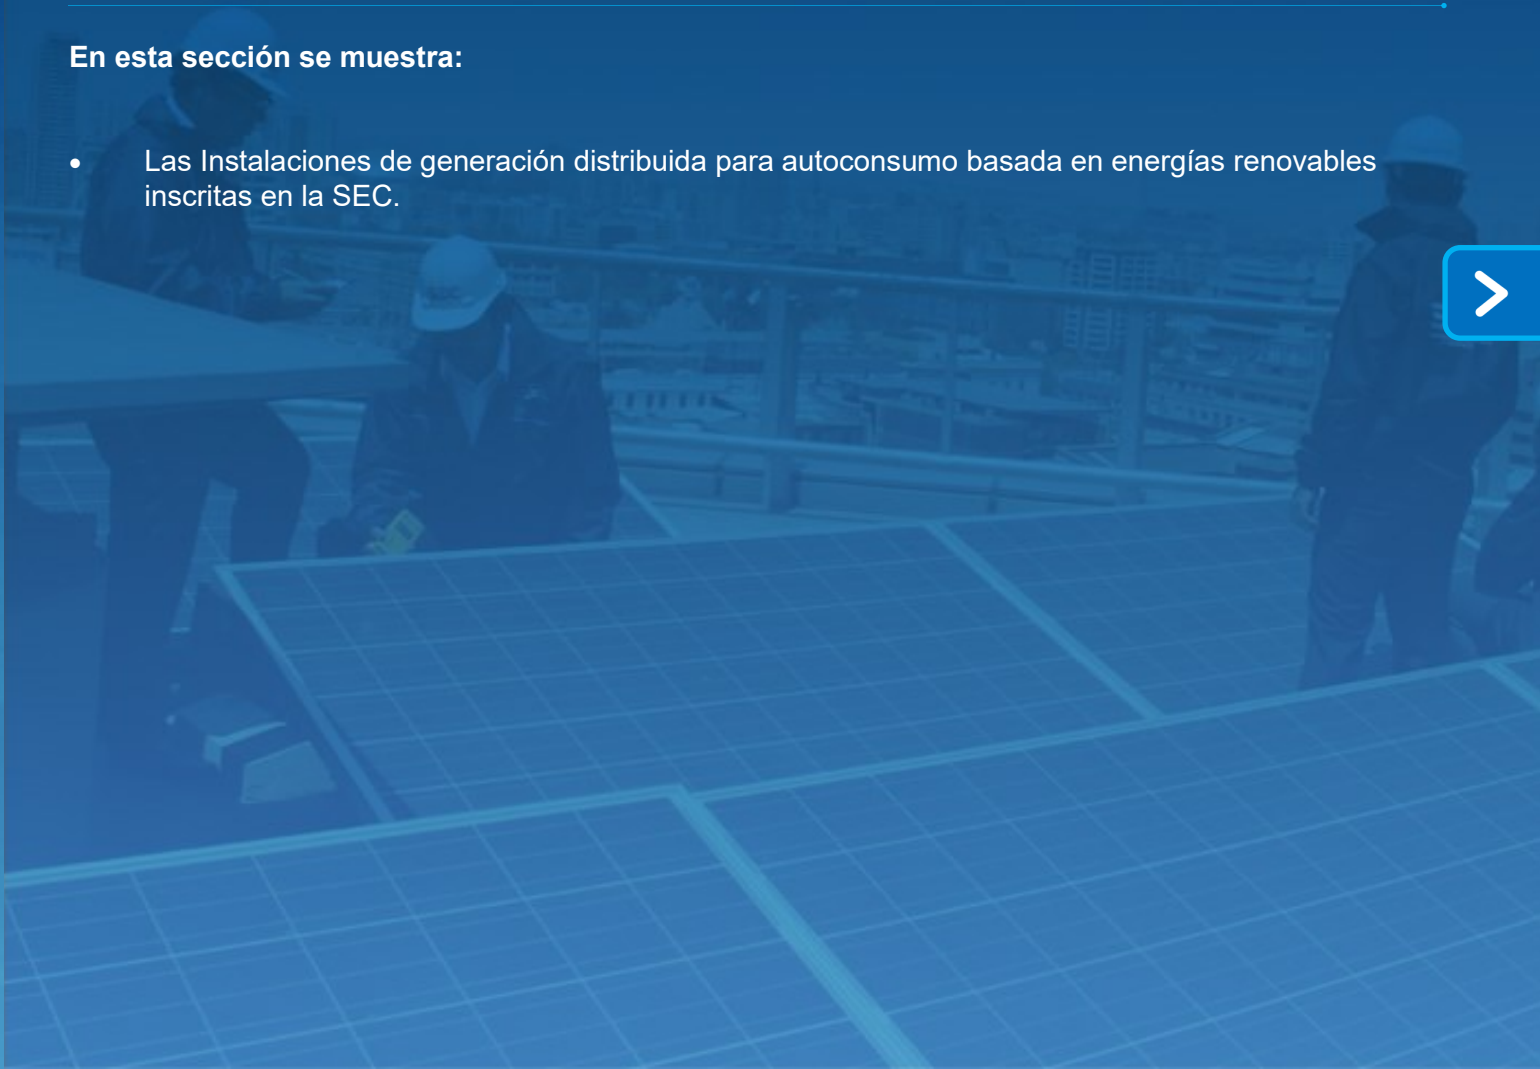 En esta sección se muestra:
• Las Instalaciones de generación distribuida para autoconsumo basada en energías renovables
inscritas en la SEC.